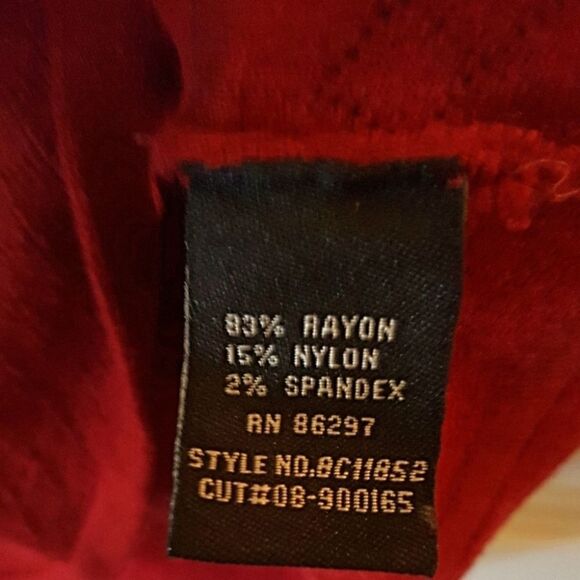 83% RAYON
15% NYLON
2% SPANDEX
RN 86297
STYLE NO.8C11852
CUT#08-900165